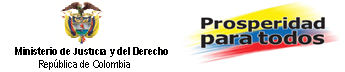 Ministerio de Justicia y del Derecho
República de Colombia
Prosperidad
para todos